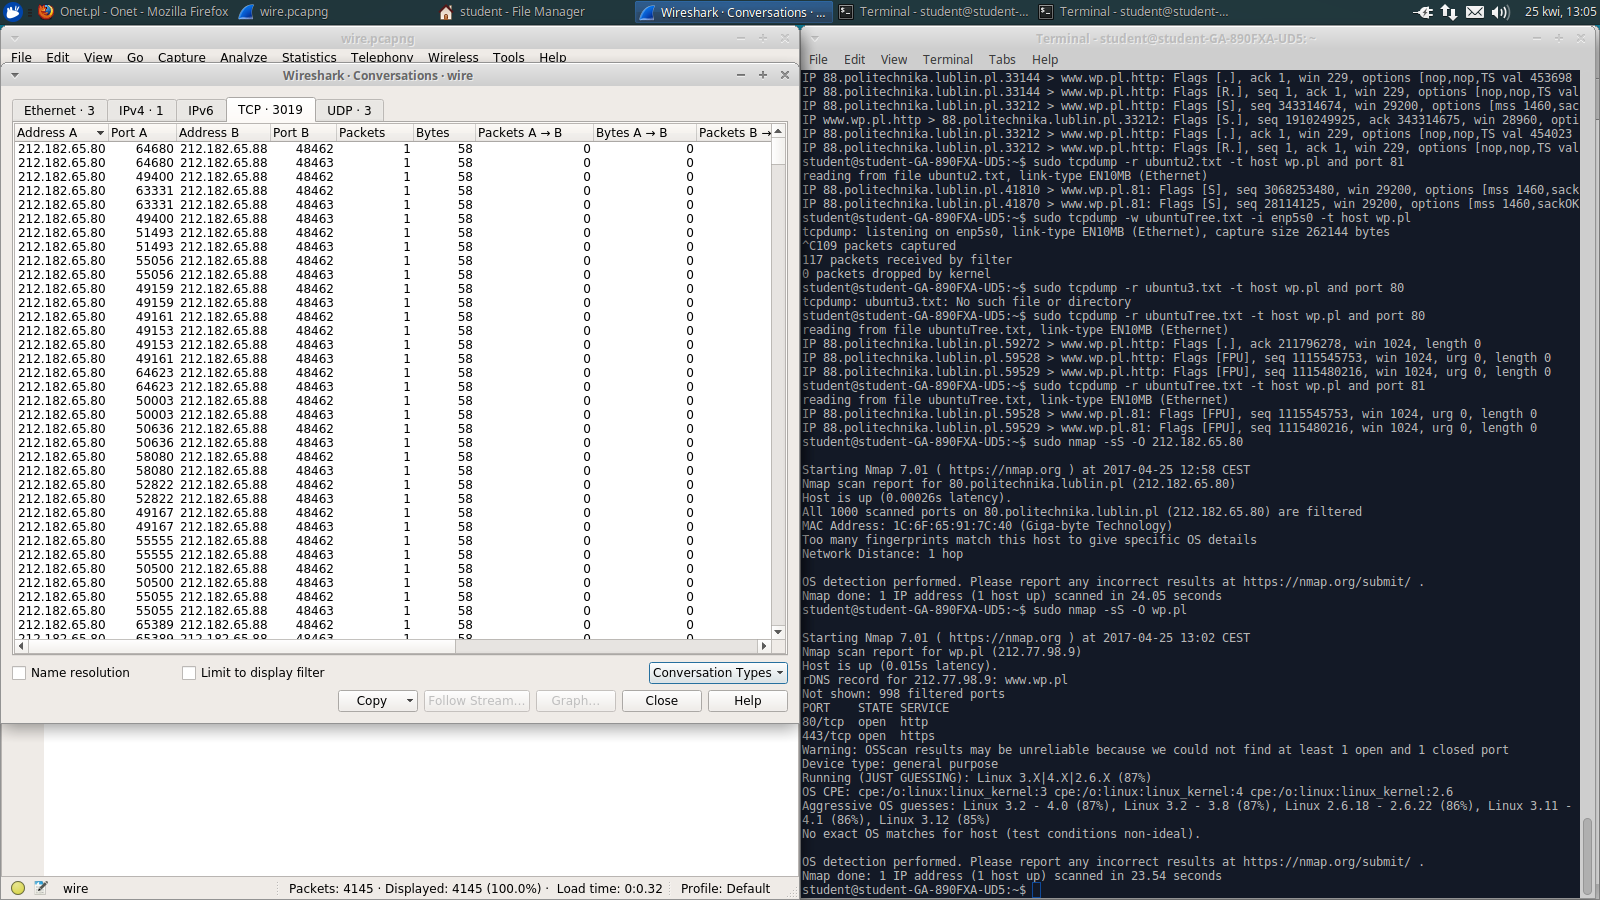 Onet.pl - Onet - Mozilla Firefox
wire.pcapng
student - File Manager
Wireshark · Conversations · ...
Terminal - student@student-...
Terminal - student@student-...
25 kwi, 13:05
wire.pcapng
File Edit View Go Capture Analyze Statistics Telephony Wireless Tools Help
Wireshark · Conversations · wire
Ethernet · 3 IPv4 · 1 IPv6 TCP · 3019 UDP · 3
Address A Port A Address B Port B Packets Bytes Packets A → B Bytes A → B Packets B →
212.182.65.80 64680 212.182.65.88 48462 1 58 0 0
212.182.65.80 64680 212.182.65.88 48463 1 58 0 0
212.182.65.80 49400 212.182.65.88 48462 1 58 0 0
212.182.65.80 63331 212.182.65.88 48462 1 58 0 0
212.182.65.80 63331 212.182.65.88 48463 1 58 0 0
212.182.65.80 49400 212.182.65.88 48463 1 58 0 0
212.182.65.80 51493 212.182.65.88 48462 1 58 0 0
212.182.65.80 51493 212.182.65.88 48463 1 58 0 0
212.182.65.80 55056 212.182.65.88 48462 1 58 0 0
212.182.65.80 55056 212.182.65.88 48463 1 58 0 0
212.182.65.80 49159 212.182.65.88 48462 1 58 0 0
212.182.65.80 49159 212.182.65.88 48463 1 58 0 0
212.182.65.80 49161 212.182.65.88 48462 1 58 0 0
212.182.65.80 49153 212.182.65.88 48462 1 58 0 0
212.182.65.80 49153 212.182.65.88 48463 1 58 0 0
212.182.65.80 49161 212.182.65.88 48463 1 58 0 0
212.182.65.80 64623 212.182.65.88 48462 1 58 0 0
212.182.65.80 64623 212.182.65.88 48463 1 58 0 0
212.182.65.80 50003 212.182.65.88 48462 1 58 0 0
212.182.65.80 50003 212.182.65.88 48463 1 58 0 0
212.182.65.80 50636 212.182.65.88 48462 1 58 0 0
212.182.65.80 50636 212.182.65.88 48463 1 58 0 0
212.182.65.80 58080 212.182.65.88 48462 1 58 0 0
212.182.65.80 58080 212.182.65.88 48463 1 58 0 0
212.182.65.80 52822 212.182.65.88 48462 1 58 0 0
212.182.65.80 52822 212.182.65.88 48463 1 58 0 0
212.182.65.80 49167 212.182.65.88 48462 1 58 0 0
212.182.65.80 49167 212.182.65.88 48463 1 58 0 0
212.182.65.80 55555 212.182.65.88 48462 1 58 0 0
212.182.65.80 55555 212.182.65.88 48463 1 58 0 0
212.182.65.80 50500 212.182.65.88 48462 1 58 0 0
212.182.65.80 50500 212.182.65.88 48463 1 58 0 0
212.182.65.80 55055 212.182.65.88 48462 1 58 0 0
212.182.65.80 55055 212.182.65.88 48463 1 58 0 0
212.182.65.80 65389 212.182.65.88 48462 1 58 0 0
212.182.65.80 65389 212.182.65.88 48463 1 58 0 0
Name resolution Limit to display filter Conversation Types
Copy Follow Stream... Graph... Close Help
wire Packets: 4145 · Displayed: 4145 (100.0%) · Load time: 0:0.32 Profile: Default
Terminal - student@student-GA-890FXA-UD5: ~
File Edit View Terminal Tabs Help
IP 88.politechnika.lublin.pl.33144 > www.wp.pl.http: Flags [.], ack 1, win 229, options [nop,nop,TS val 453698
IP 88.politechnika.lublin.pl.33144 > www.wp.pl.http: Flags [R.], seq 1, ack 1, win 229, options [nop,nop,TS val
IP 88.politechnika.lublin.pl.33212 > www.wp.pl.http: Flags [S], seq 343314674, win 29200, options [mss 1460,sac
IP www.wp.pl.http > 88.politechnika.lublin.pl.33212: Flags [S.], seq 1910249925, ack 343314675, win 28960, opti
IP 88.politechnika.lublin.pl.33212 > www.wp.pl.http: Flags [.], ack 1, win 229, options [nop,nop,TS val 454023
IP 88.politechnika.lublin.pl.33212 > www.wp.pl.http: Flags [R.], seq 1, ack 1, win 229, options [nop,nop,TS val
student@student-GA-890FXA-UD5:~$ sudo tcpdump -r ubuntu2.txt -t host wp.pl and port 81
reading from file ubuntu2.txt, link-type EN10MB (Ethernet)
IP 88.politechnika.lublin.pl.41810 > www.wp.pl.81: Flags [S], seq 3068253480, win 29200, options [mss 1460,sack
IP 88.politechnika.lublin.pl.41870 > www.wp.pl.81: Flags [S], seq 28114125, win 29200, options [mss 1460,sackOK
student@student-GA-890FXA-UD5:~$ sudo tcpdump -w ubuntuTree.txt -i enp5s0 -t host wp.pl
tcpdump: listening on enp5s0, link-type EN10MB (Ethernet), capture size 262144 bytes
^C109 packets captured
117 packets received by filter
0 packets dropped by kernel
student@student-GA-890FXA-UD5:~$ sudo tcpdump -r ubuntu3.txt -t host wp.pl and port 80
tcpdump: ubuntu3.txt: No such file or directory
student@student-GA-890FXA-UD5:~$ sudo tcpdump -r ubuntuTree.txt -t host wp.pl and port 80
reading from file ubuntuTree.txt, link-type EN10MB (Ethernet)
IP 88.politechnika.lublin.pl.59272 > www.wp.pl.http: Flags [.], ack 211796278, win 1024, length 0
IP 88.politechnika.lublin.pl.59528 > www.wp.pl.http: Flags [FPU], seq 1115545753, win 1024, urg 0, length 0
IP 88.politechnika.lublin.pl.59529 > www.wp.pl.http: Flags [FPU], seq 1115480216, win 1024, urg 0, length 0
student@student-GA-890FXA-UD5:~$ sudo tcpdump -r ubuntuTree.txt -t host wp.pl and port 81
reading from file ubuntuTree.txt, link-type EN10MB (Ethernet)
IP 88.politechnika.lublin.pl.59528 > www.wp.pl.81: Flags [FPU], seq 1115545753, win 1024, urg 0, length 0
IP 88.politechnika.lublin.pl.59529 > www.wp.pl.81: Flags [FPU], seq 1115480216, win 1024, urg 0, length 0
student@student-GA-890FXA-UD5:~$ sudo nmap -sS -O 212.182.65.80
Starting Nmap 7.01 ( https://nmap.org ) at 2017-04-25 12:58 CEST
Nmap scan report for 80.politechnika.lublin.pl (212.182.65.80)
Host is up (0.00026s latency).
All 1000 scanned ports on 80.politechnika.lublin.pl (212.182.65.80) are filtered
MAC Address: 1C:6F:65:91:7C:40 (Giga-byte Technology)
Too many fingerprints match this host to give specific OS details
Network Distance: 1 hop
OS detection performed. Please report any incorrect results at https://nmap.org/submit/ .
Nmap done: 1 IP address (1 host up) scanned in 24.05 seconds
student@student-GA-890FXA-UD5:~$ sudo nmap -sS -O wp.pl
Starting Nmap 7.01 ( https://nmap.org ) at 2017-04-25 13:02 CEST
Nmap scan report for wp.pl (212.77.98.9)
Host is up (0.015s latency).
rDNS record for 212.77.98.9: www.wp.pl
Not shown: 998 filtered ports
PORT STATE SERVICE
80/tcp open http
443/tcp open https
Warning: OSScan results may be unreliable because we could not find at least 1 open and 1 closed port
Device type: general purpose
Running (JUST GUESSING): Linux 3.X|4.X|2.6.X (87%)
OS CPE: cpe:/o:linux:linux_kernel:3 cpe:/o:linux:linux_kernel:4 cpe:/o:linux:linux_kernel:2.6
Aggressive OS guesses: Linux 3.2 - 4.0 (87%), Linux 3.2 - 3.8 (87%), Linux 2.6.18 - 2.6.22 (86%), Linux 3.11 -
4.1 (86%), Linux 3.12 (85%)
No exact OS matches for host (test conditions non-ideal).
OS detection performed. Please report any incorrect results at https://nmap.org/submit/ .
Nmap done: 1 IP address (1 host up) scanned in 23.54 seconds
student@student-GA-890FXA-UD5:~$